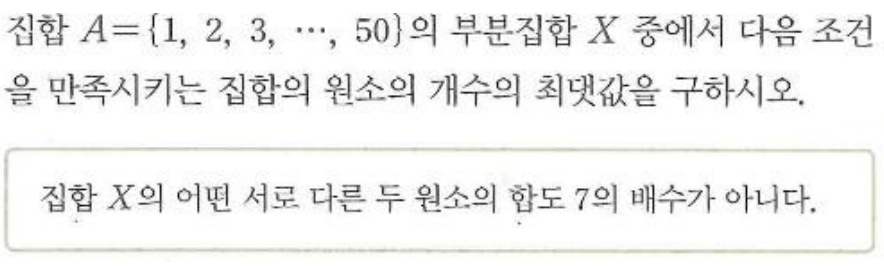 집합 A={1, 2, 3, ⋯, 50}의 부분집합 X 중에서 다음 조건
을 만족시키는 집합의 원소의 개수의 최댓값을 구하시오.
집합 X의 어떤 서로 다른 두 원소의 합도 7의 배수가 아니다.